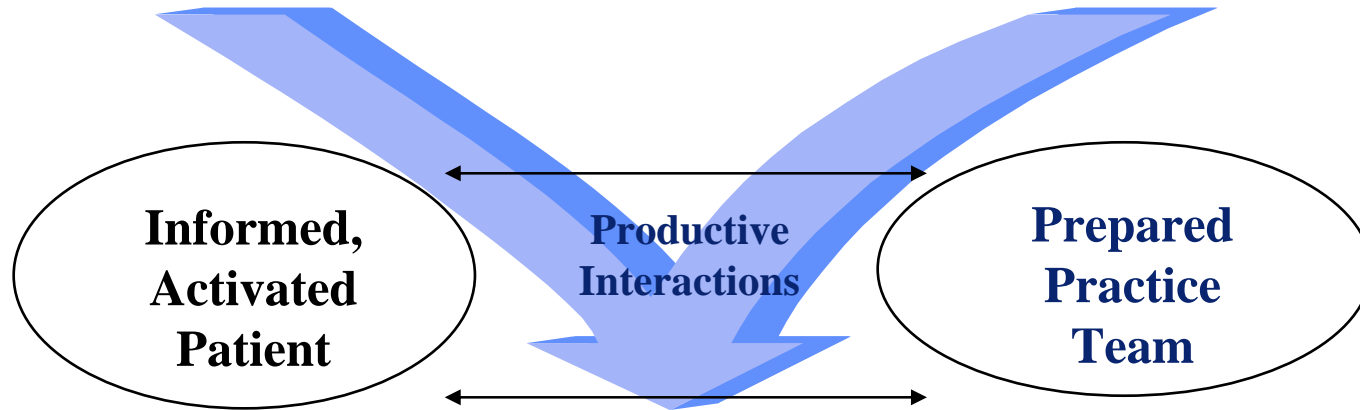 Informed,
Activated
Patient
Productive
Interactions
Prepared
Practice
Team